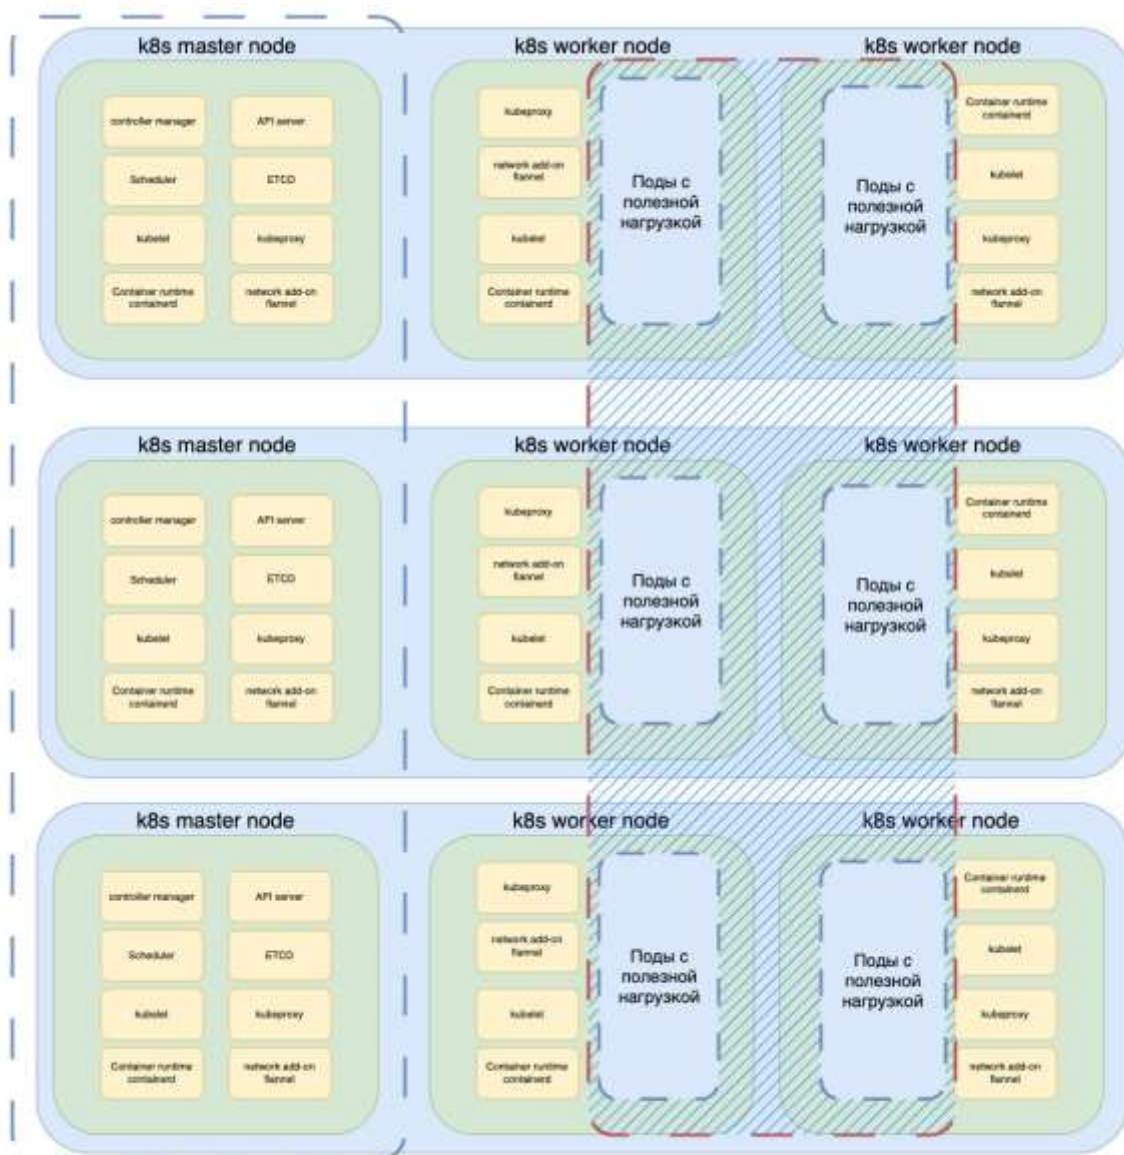 k8s master node
controller manager
API server
Scheduler
ETCD
kubelet
kubeproxy
Container runtime
containerd
network add-on
flannel
k8s worker node
kubeproxy
network add-on
flannel
kubelet
Container runtime
containerd
Поды с
полезной
нагрузкой
k8s worker node
Поды с
полезной
нагрузкой
Container runtime
containerd
kubelet
kubeproxy
network add-on
flannel
k8s master node
controller manager
API server
Scheduler
ETCD
kubelet
kubeproxy
Container runtime
containerd
network add-on
flannel
k8s worker node
kubeproxy
network add-on
flannel
kubelet
Container runtime
containerd
Поды с
полезной
нагрузкой
k8s worker node
Поды с
полезной
нагрузкой
Container runtime
containerd
kubelet
kubeproxy
network add-on
flannel
k8s master node
controller manager
API server
Scheduler
ETCD
kubelet
kubeproxy
Container runtime
containerd
network add-on
flannel
k8s worker node
kubeproxy
network add-on
flannel
kubelet
Container runtime
containerd
Поды с
полезной
нагрузкой
k8s worker node
Поды с
полезной
нагрузкой
Container runtime
containerd
kubelet
kubeproxy
network add-on
flannel